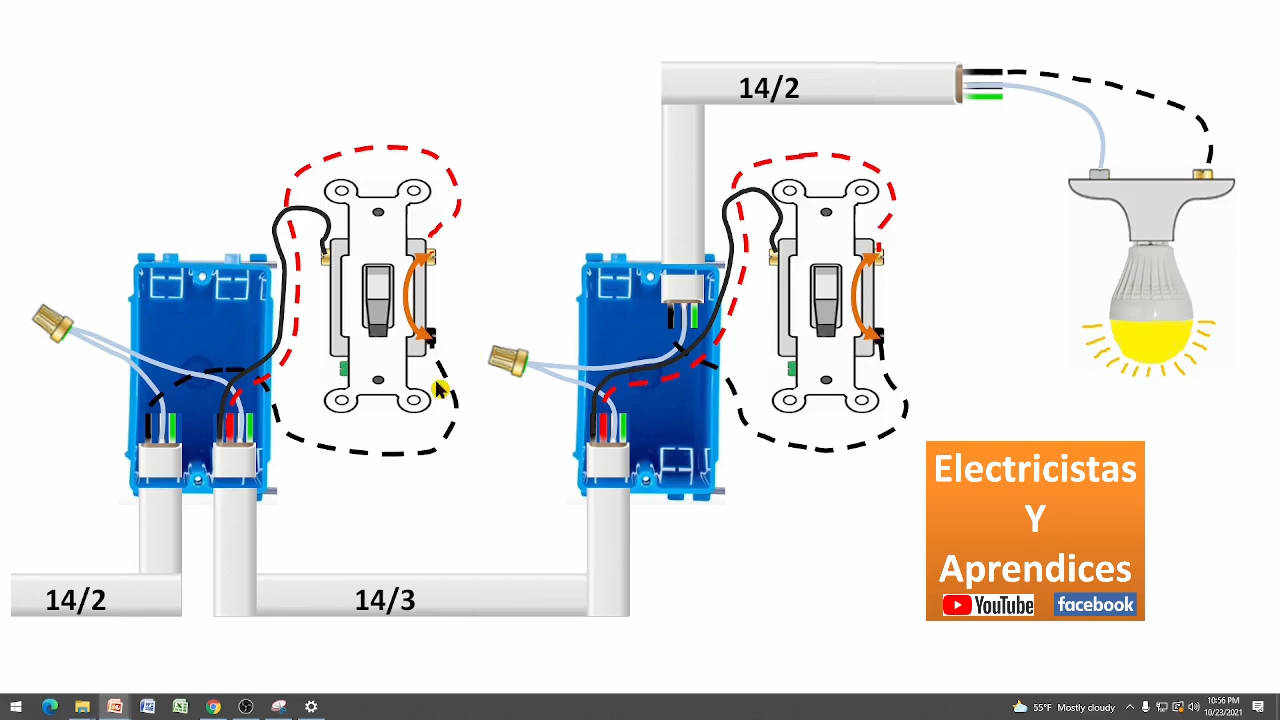 14/2
14/2
14/3
Electricistas
Y
Aprendices
YouTube
facebook
55°F Mostly cloudy
10:56 PM
10/23/2021